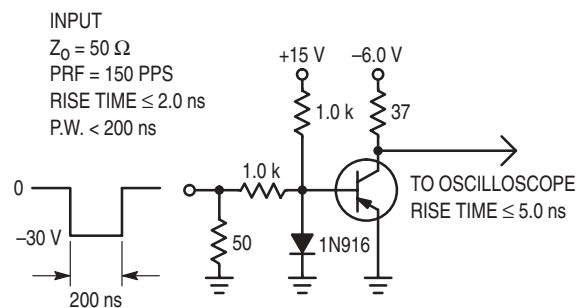 INPUT
Zo = 50 Ω
PRF = 150 PPS
RISE TIME ≤ 2.0 ns
P.W. < 200 ns
+15 V
−6.0 V
1.0 k
37
1.0 k
TO OSCILLOSCOPE
RISE TIME ≤ 5.0 ns
0
−30 V
50
1N916
200 ns